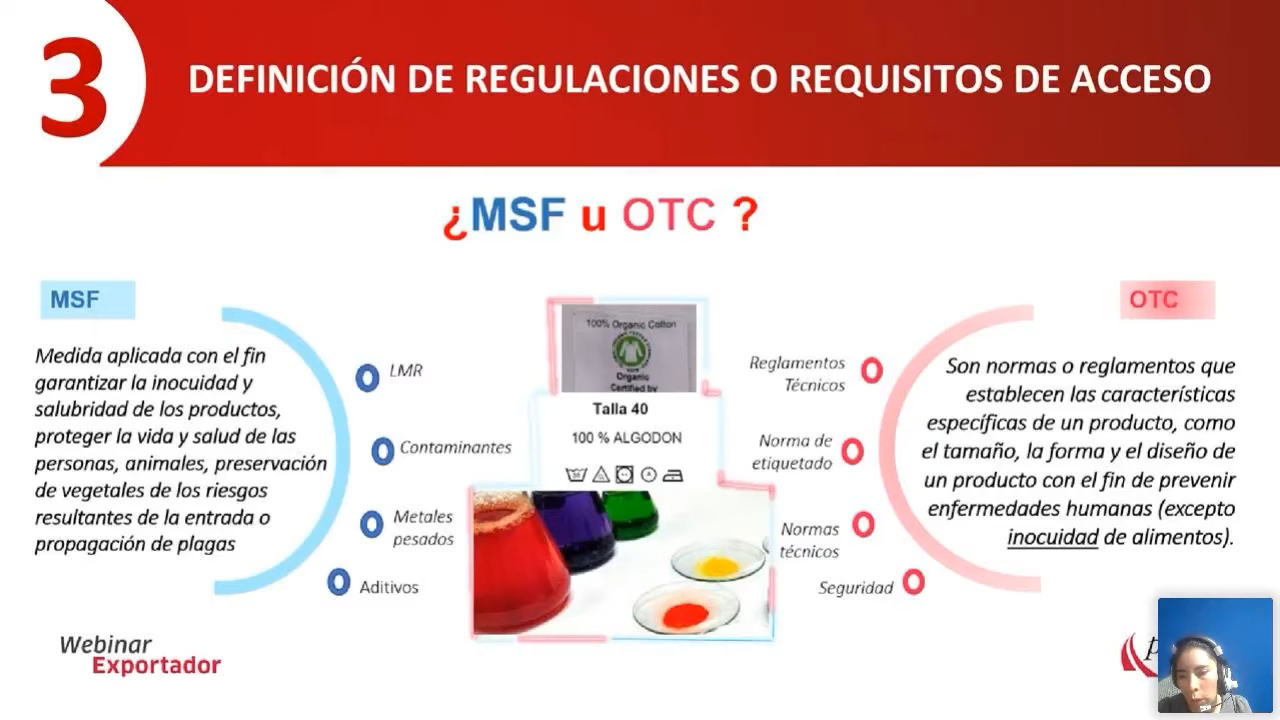 3
DEFINICIÓN DE REGULACIONES O REQUISITOS DE ACCESO
¿MSF u OTC ?
MSF
Medida aplicada con el fin
garantizar la inocuidad y
salubridad de los productos,
proteger la vida y salud de las
personas, animales, preservación
de vegetales de los riesgos
resultantes de la entrada o
propagación de plagas
LMR
Contaminantes
Metales
pesados
Aditivos
100% Organic Cotton
Organic
Certified by
Talla 40
100 % ALGODON
Reglamentos
Técnicos
Norma de
etiquetado
Normas
técnicos
Seguridad
OTC
Son normas o reglamentos que
establecen las características
específicas de un producto, como
el tamaño, la forma y el diseño de
un producto con el fin de prevenir
enfermedades humanas (excepto
inocuidad de alimentos).
Webinar
Exportador